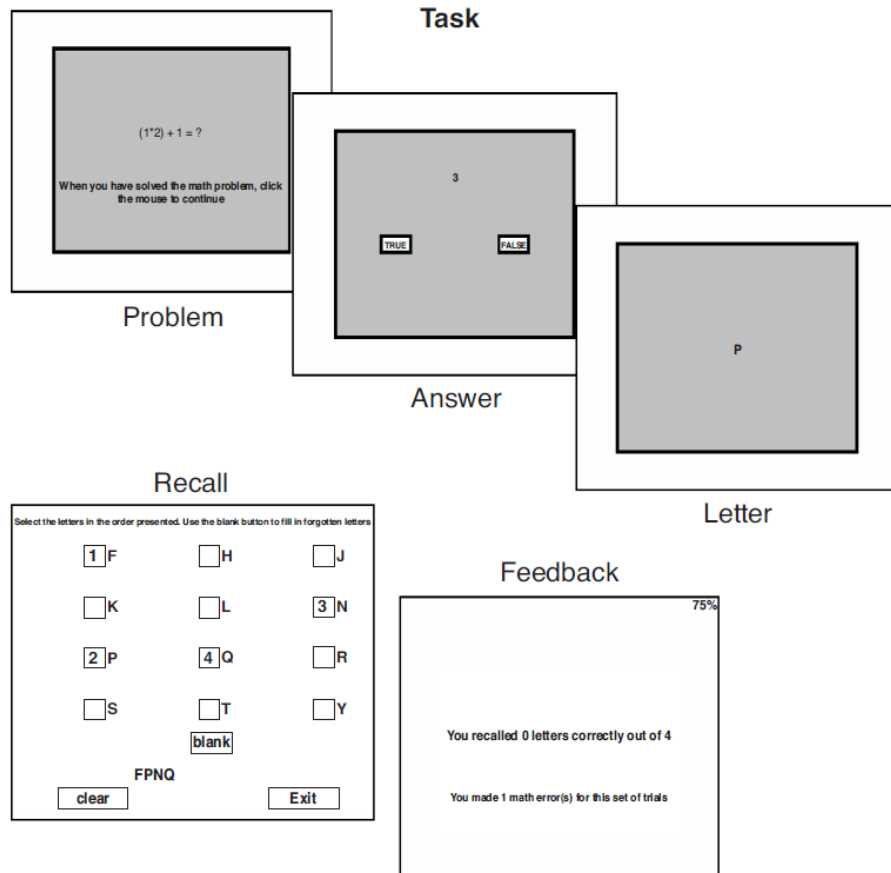 Task
(1*2) + 1 = ?
When you have solved the math problem, click
the mouse to continue
Problem
3
TRUE FALSE
Answer
P
Letter
Recall
Select the letters in the order presented. Use the blank button to fill in forgotten letters
1 F H J
K L 3 N
2 P 4 Q R
S T Y
blank
FPNQ
clear Exit
Feedback
75%
You recalled 0 letters correctly out of 4
You made 1 math error(s) for this set of trials